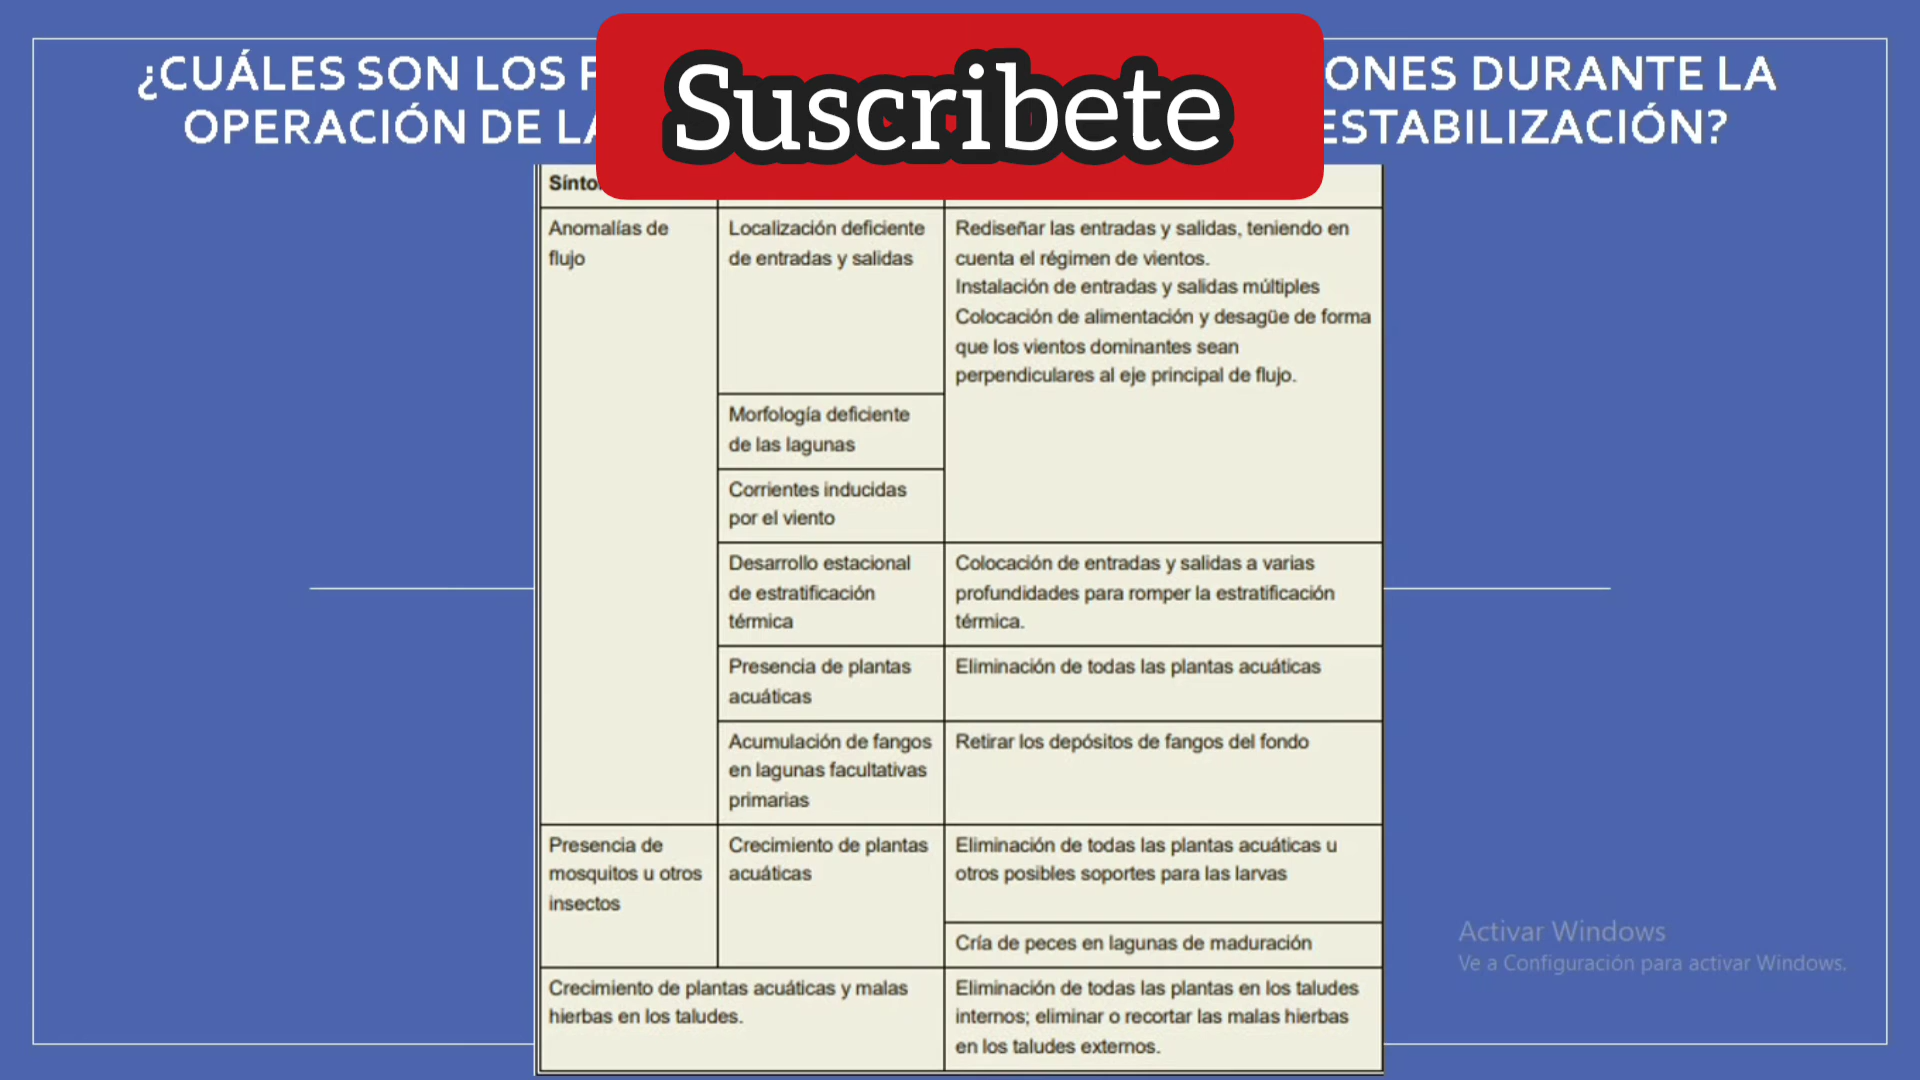 ¿CUÁLES SON LOS
ONES DURANTE LA
OPERACIÓN DE
ESTABILIZACIÓN?
Suscribete
Anomalías de
flujo
Localización deficiente
de entradas y salidas
Rediseñar las entradas y salidas, teniendo en
cuenta el régimen de vientos.
Instalación de entradas y salidas múltiples
Colocación de alimentación y desagüe de forma
que los vientos dominantes sean
perpendiculares al eje principal de flujo.
Morfología deficiente
de las lagunas
Corrientes inducidas
por el viento
Desarrollo estacional
de estratificación
térmica
Colocación de entradas y salidas a varias
profundidades para romper la estratificación
térmica.
Presencia de plantas
acuáticas
Eliminación de todas las plantas acuáticas
Acumulación de fangos
en lagunas facultativas
primarias
Retirar los depósitos de fangos del fondo
Presencia de
mosquitos u otros
insectos
Crecimiento de plantas
acuáticas
Eliminación de todas las plantas acuáticas u
otros posibles soportes para las larvas
Cría de peces en lagunas de maduración
Crecimiento de plantas acuáticas y malas
hierbas en los taludes.
Eliminación de todas las plantas en los taludes
internos; eliminar o recortar las malas hierbas
en los taludes externos.
Activar Windows
Ve a Configuración para activar Windows.